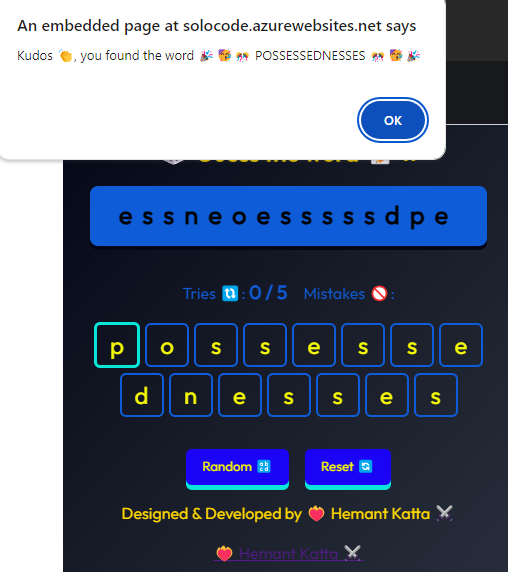 An embedded page at solocode.azurewebsites.net says
Kudos 👏, you found the word 🎉 🎁 🎊 POSSESSEDNESSES 🎊 🎁 🎉
OK
e s s n e o e s s s s s d p e
Tries 🔃 : 0 / 5 Mistakes 🚫 :
p o s s e s s e
d n e s s e s
Random 🔡
Reset 🔄
Designed & Developed by 💝 Hemant Katta ⚔️
💝 Hemant Katta ⚔️